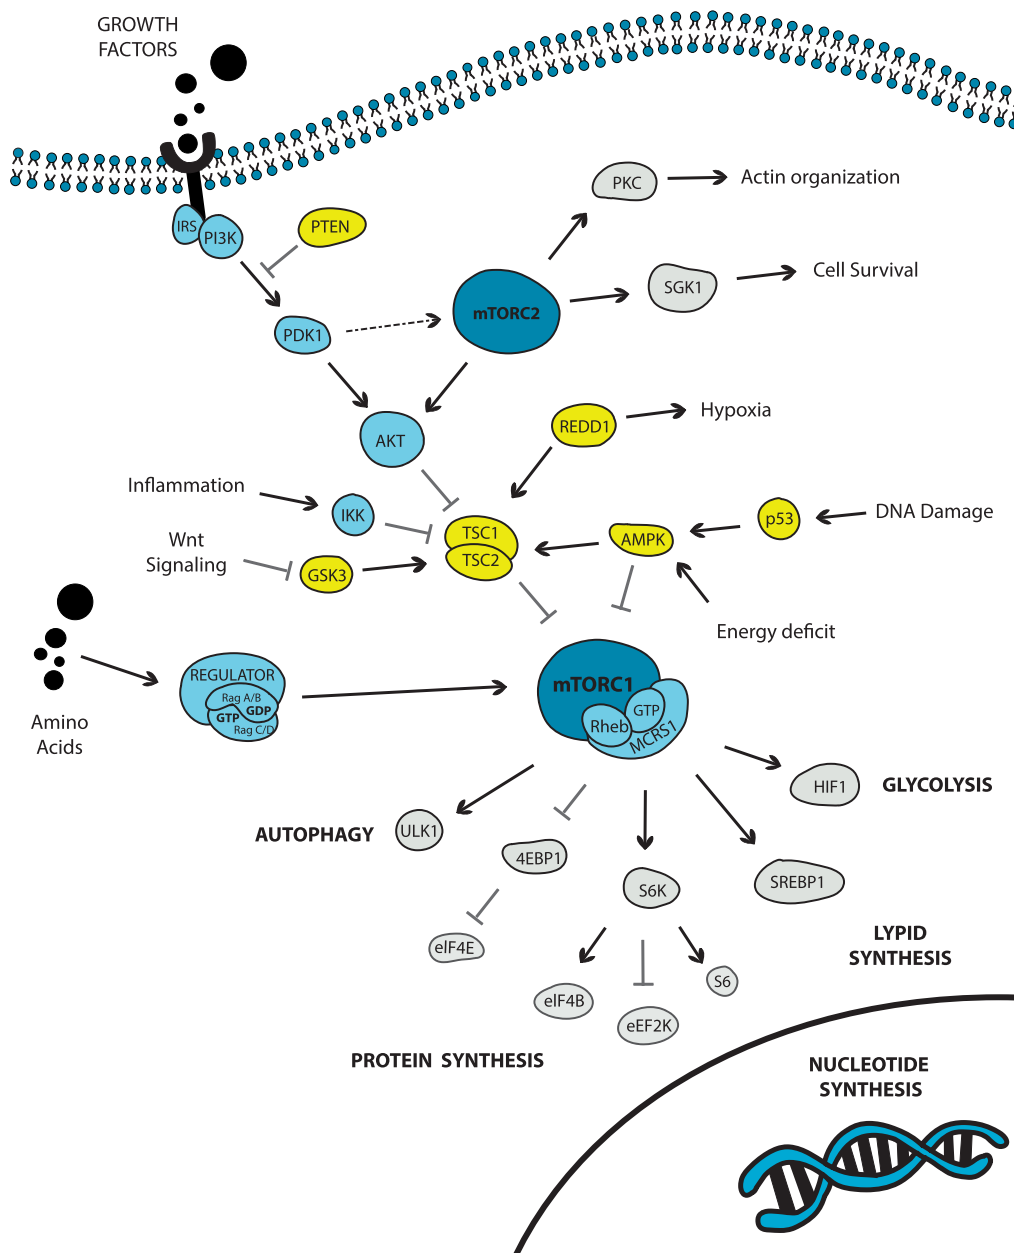 GROWTH
FACTORS
PKC
Actin organization
IRS
PI3K
PTEN
Cell Survival
SGK1
mTORC2
PDK1
Hypoxia
REDD1
AKT
Inflammation
IKK
DNA Damage
p53
TSC1
AMPK
Wnt
Signaling
TSC2
GSK3
Energy deficit
REGULATOR
mTORC1
Rag A/B
GTP
GDP
Rag C/D
GTP
Rheb
MCRS1
Amino
Acids
HIF1
GLYCOLYSIS
AUTOPHAGY
ULK1
4EBP1
S6K
SREBP1
eIF4E
LYPID
SYNTHESIS
S6
eIF4B
eEF2K
PROTEIN SYNTHESIS
NUCLEOTIDE
SYNTHESIS